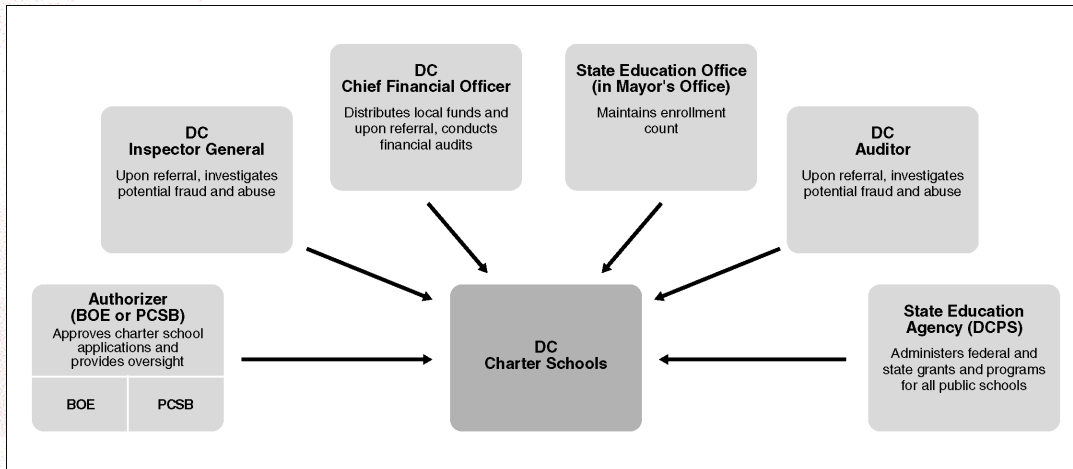 DC
Chief Financial Officer
Distributes local funds and
upon referral, conducts
financial audits
State Education Office
(in Mayor's Office)
Maintains enrollment
count
DC
Inspector General
Upon referral, investigates
potential fraud and abuse
DC
Auditor
Upon referral, investigates
potential fraud and abuse
Authorizer
(BOE or PCSB)
Approves charter school
applications and
provides oversight
BOE
PCSB
DC
Charter Schools
State Education
Agency (DCPS)
Administers federal and
state grants and programs
for all public schools